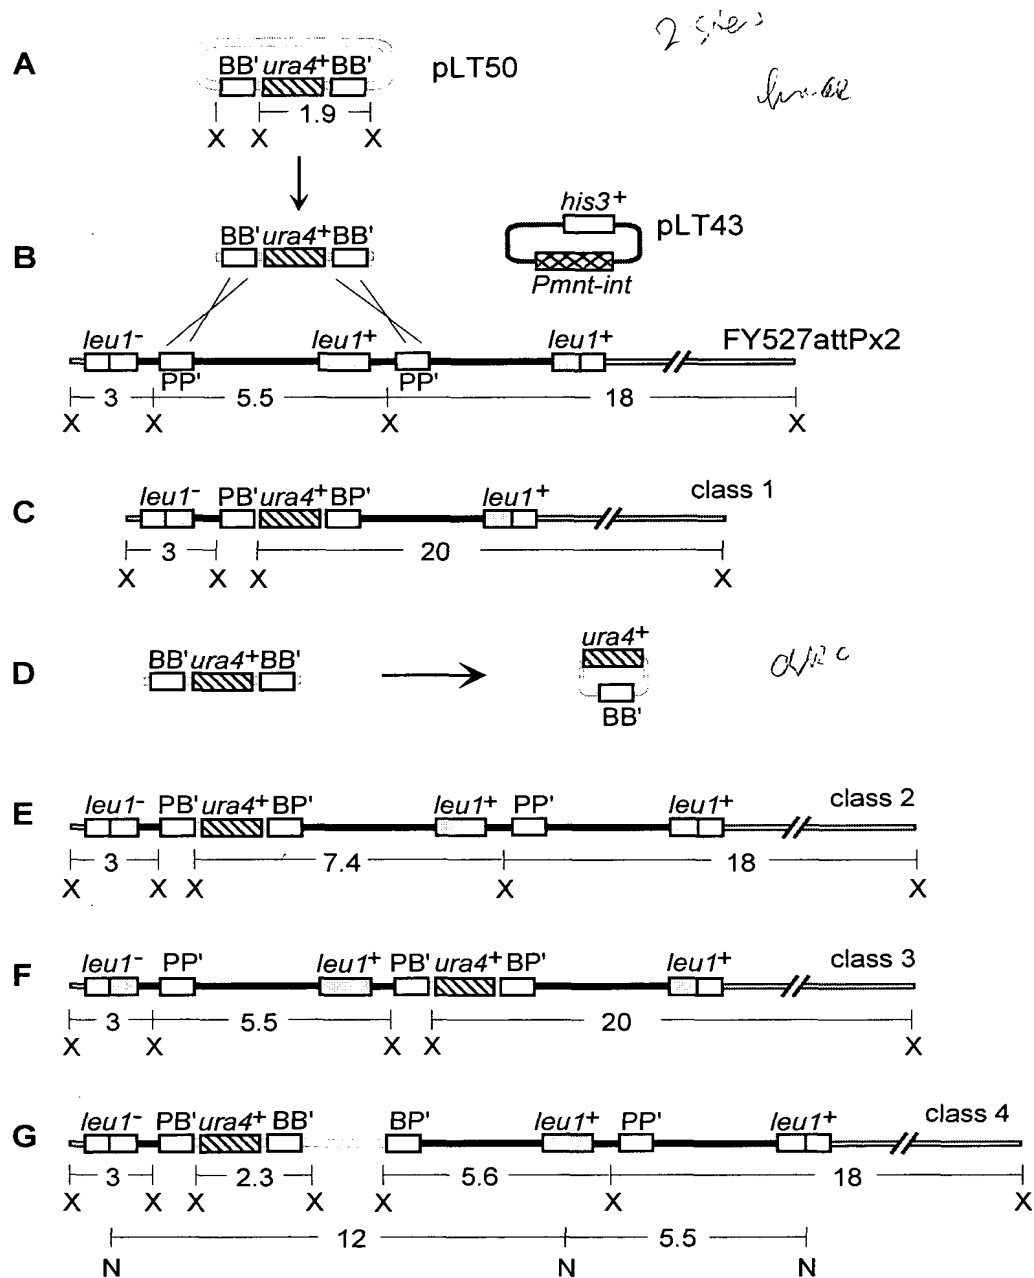 A
BB' ura4+ BB'
pLT50
1.9
X X X
his3+
pLT43
Pmnt-int
B
BB' ura4+ BB'
leu1- leu1+ leu1+
FY527attPx2
PP' PP'
3 5.5 18
X X X X
C
leu1- PB' ura4+ BP' leu1+
class 1
3 20
X X X X
D
BB' ura4+ BB'
ura4+
BB'
E
leu1- PB' ura4+ BP' leu1+ PP' leu1+
class 2
3 7.4 18
X X X X X
F
leu1- PP' leu1+ PB' ura4+ BP' leu1+
class 3
3 5.5 20
X X X X X
G
leu1- PB' ura4+ BB' BP' leu1+ PP' leu1+
class 4
3 2.3 5.6 18
X X X X X X X
12 5.5
N N N